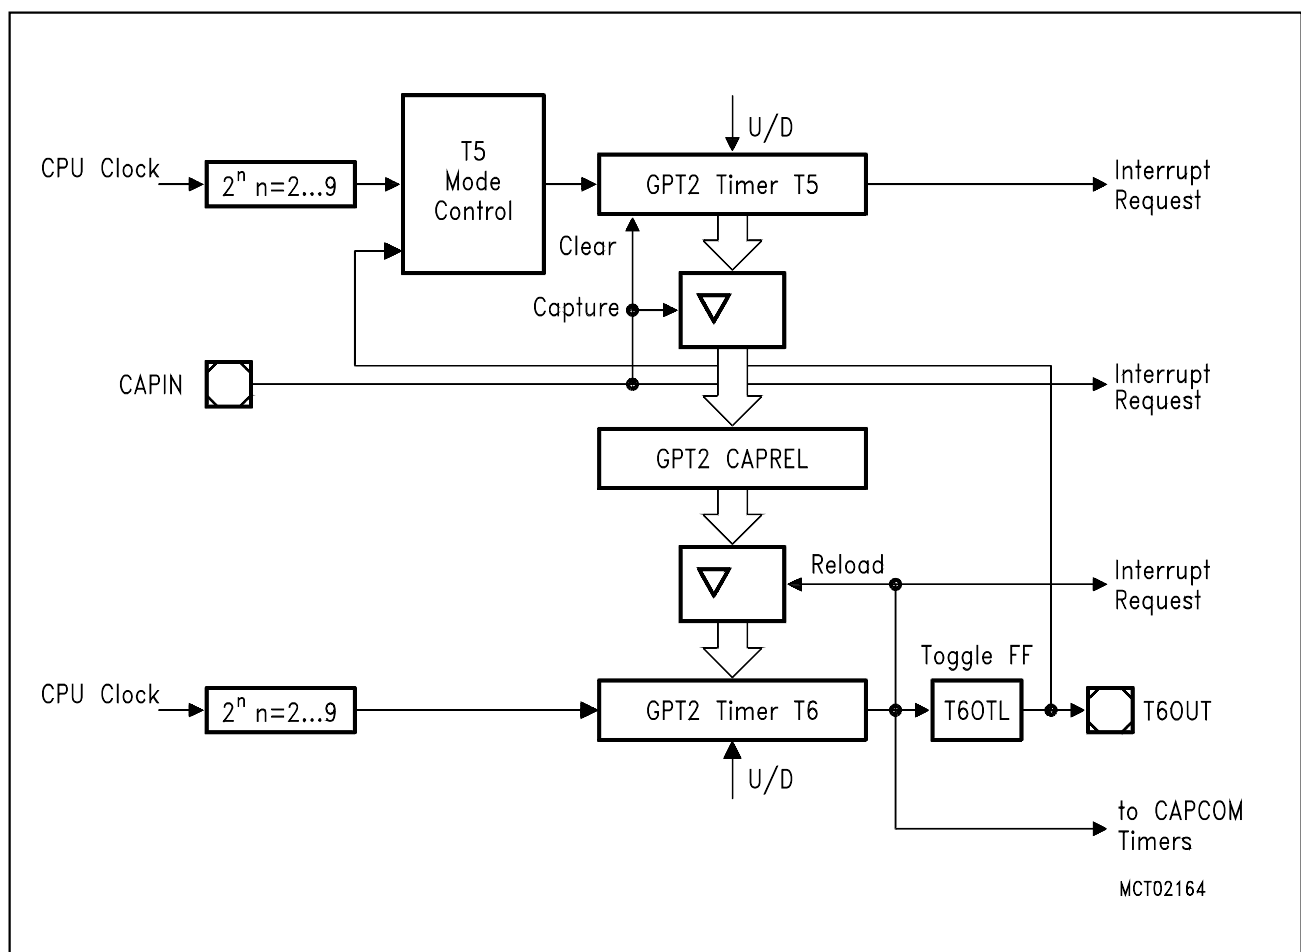 U/D
CPU Clock
2ⁿ n=2...9
T5
Mode
Control
GPT2 Timer T5
Interrupt
Request
Clear
Capture
CAPIN
Interrupt
Request
GPT2 CAPREL
Reload
Interrupt
Request
Toggle FF
CPU Clock
2ⁿ n=2...9
GPT2 Timer T6
T6OTL
T6OUT
U/D
to CAPCOM
Timers
MCT02164